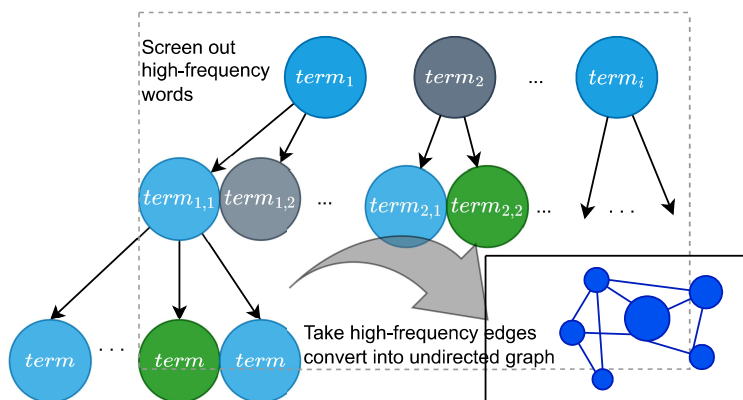 Screen out
high-frequency
words
term₁
term₂
...
termᵢ
term₁,₁
term₁,₂
...
term₂,₁
term₂,₂
...
. . .
term
. . .
term
term
Take high-frequency edges
convert into undirected graph